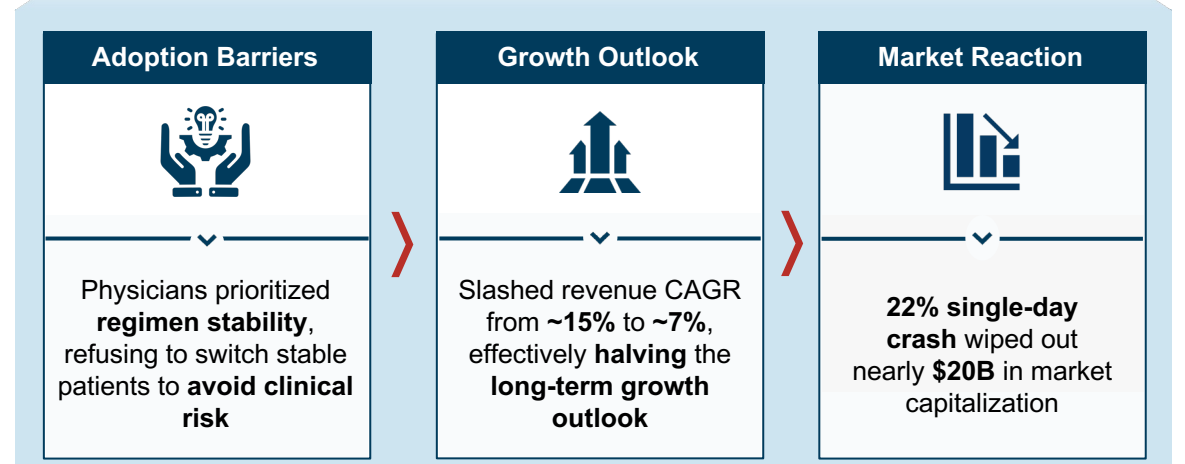 Adoption Barriers
Physicians prioritized
regimen stability,
refusing to switch stable
patients to avoid clinical
risk
Growth Outlook
Slashed revenue CAGR
from ~15% to ~7%,
effectively halving the
long-term growth
outlook
Market Reaction
22% single-day
crash wiped out
nearly $20B in market
capitalization